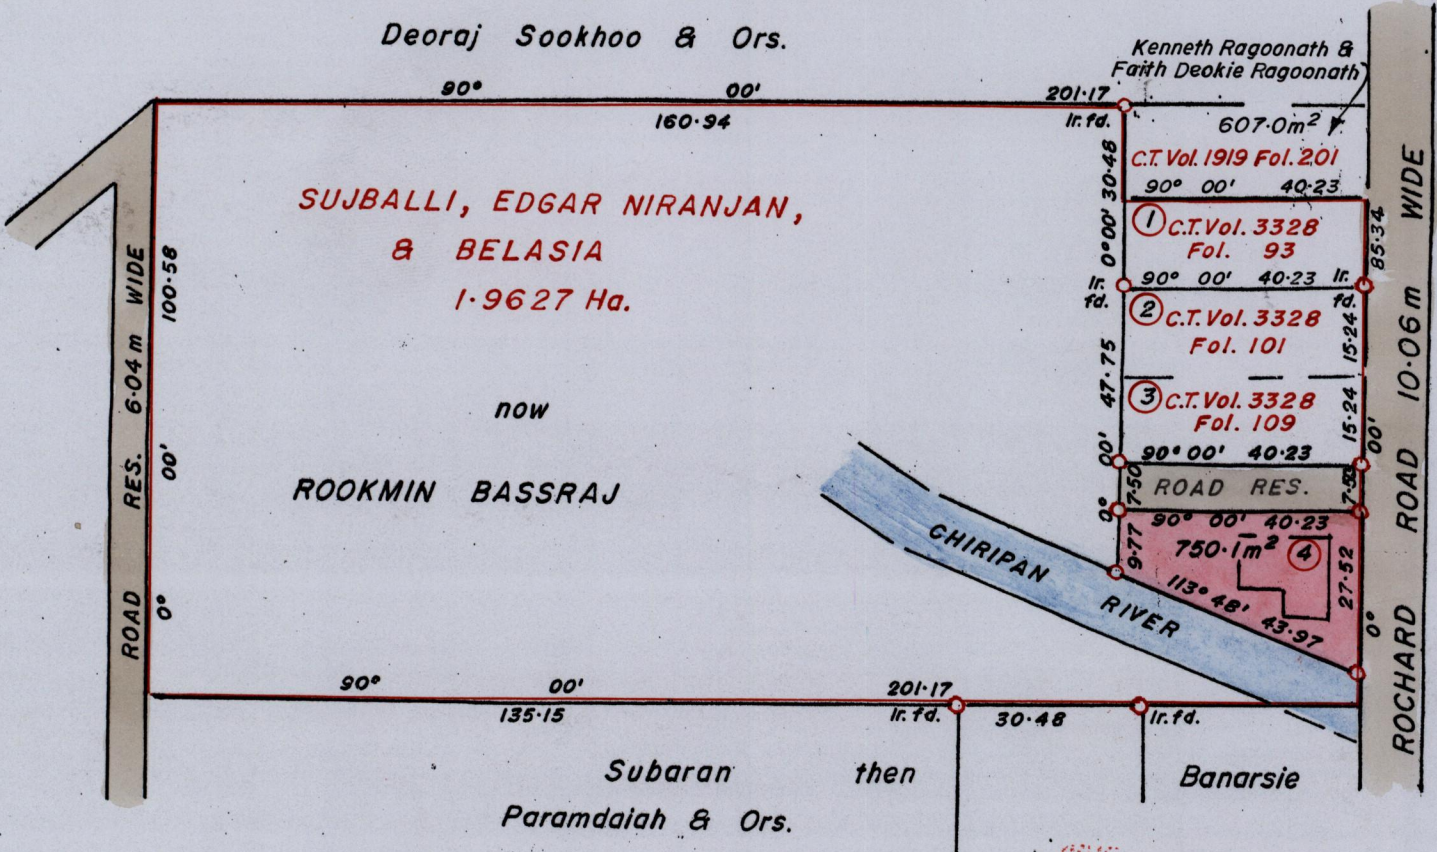 Deoraj Sookhoo & Ors.
Kenneth Ragoonath &
Faith Deokie Ragoonath
90° 00' 201·17
160·94
Ir. fd.
607·0m²
C.T. Vol. 1919 Fol. 201
90° 00' 40·23
0°00' 30·48
SUJBALLI, EDGAR NIRANJAN,
& BELASIA
1·9627 Ha.
1 C.T. Vol. 3328
Fol. 93
85·34
Ir.
fd.
90° 00' 40·23 Ir.
fd.
2 C.T. Vol. 3328
Fol. 101
15·24
3 C.T. Vol. 3328
Fol. 109
15·24
90° 00' 40·23
0° 00' 47·75
now
ROOKMIN BASSRAJ
ROAD RES. 6·04m WIDE
0° 00' 100·58
7·50 ROAD RES. 7·50
90° 00' 40·23
750·1m² 4
9·77
27·52
113° 48' 43·97
CHIRIPAN RIVER
0° 00'
ROCHARD ROAD 10·06m WIDE
90° 00' 201·17
135·15
Ir. fd.
30·48
Ir. fd.
Subaran then
Paramdaiah & Ors.
Banarsie